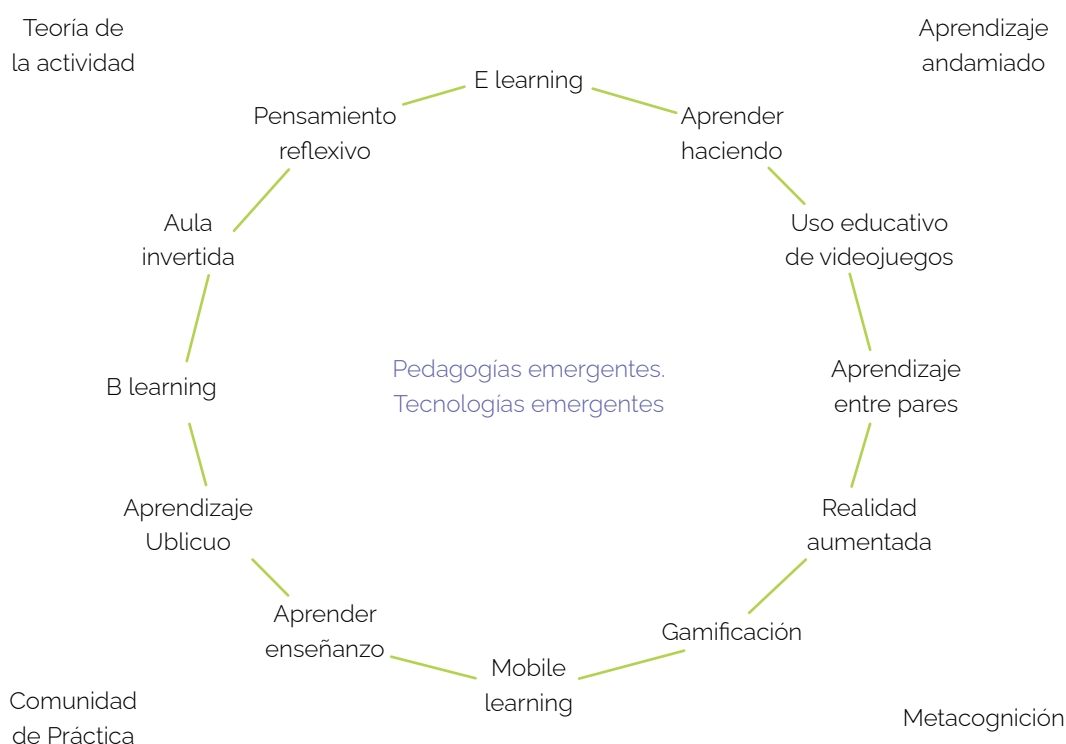 Teoría de
la actividad
Aprendizaje
andamiado
E learning
Pensamiento
reflexivo
Aprender
haciendo
Aula
invertida
Uso educativo
de videojuegos
B learning
Pedagogías emergentes.
Tecnologías emergentes
Aprendizaje
entre pares
Aprendizaje
Ublicuo
Realidad
aumentada
Aprender
enseñanzo
Gamificación
Mobile
learning
Comunidad
de Práctica
Metacognición